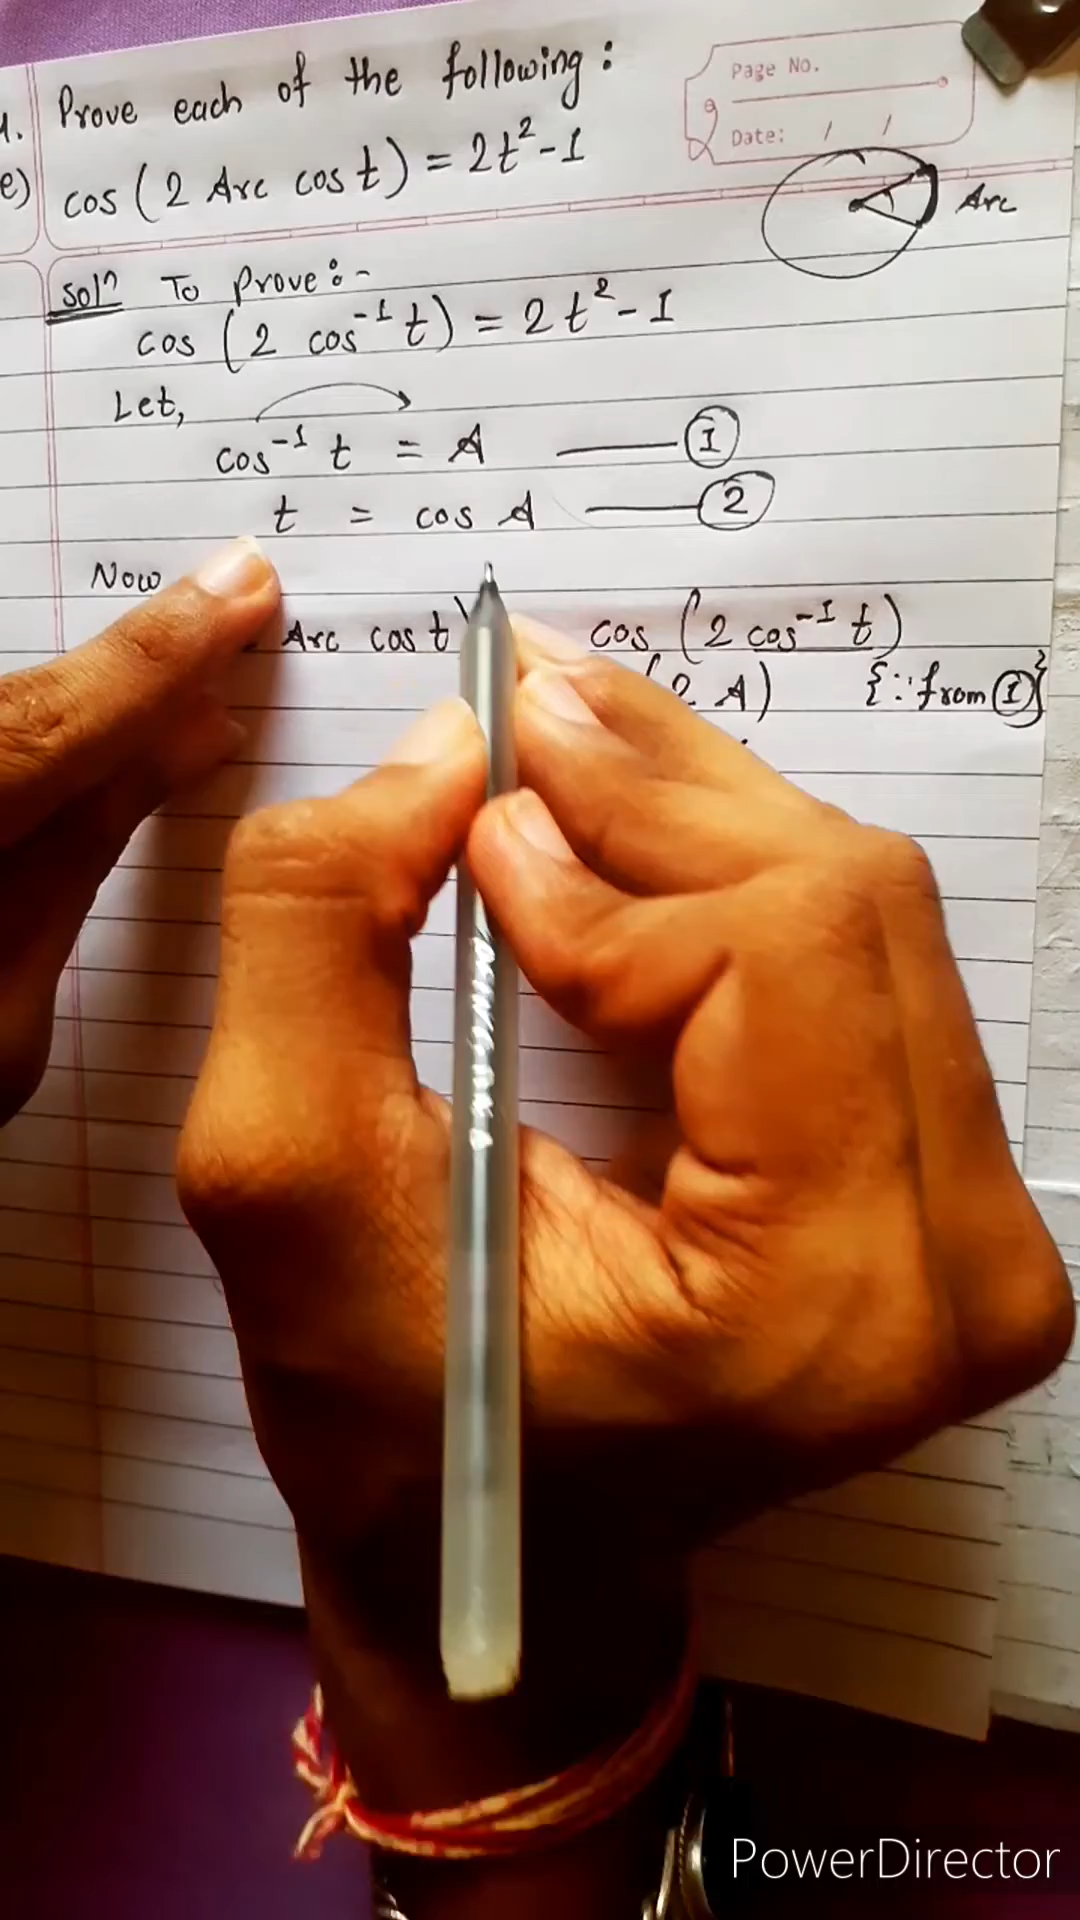 1. Prove each of the following:
Page No.
Date: / /
e) cos (2 Arc cos t) = 2t² - 1
Arc
Solⁿ To Prove:-
cos (2 cos⁻¹ t) = 2t² - 1
Let,
cos⁻¹ t = A ——— ①
t = cos A ——— ②
Now
Arc cos t) cos (2 cos⁻¹ t)
(2 A) {∵ from ①}
PowerDirector